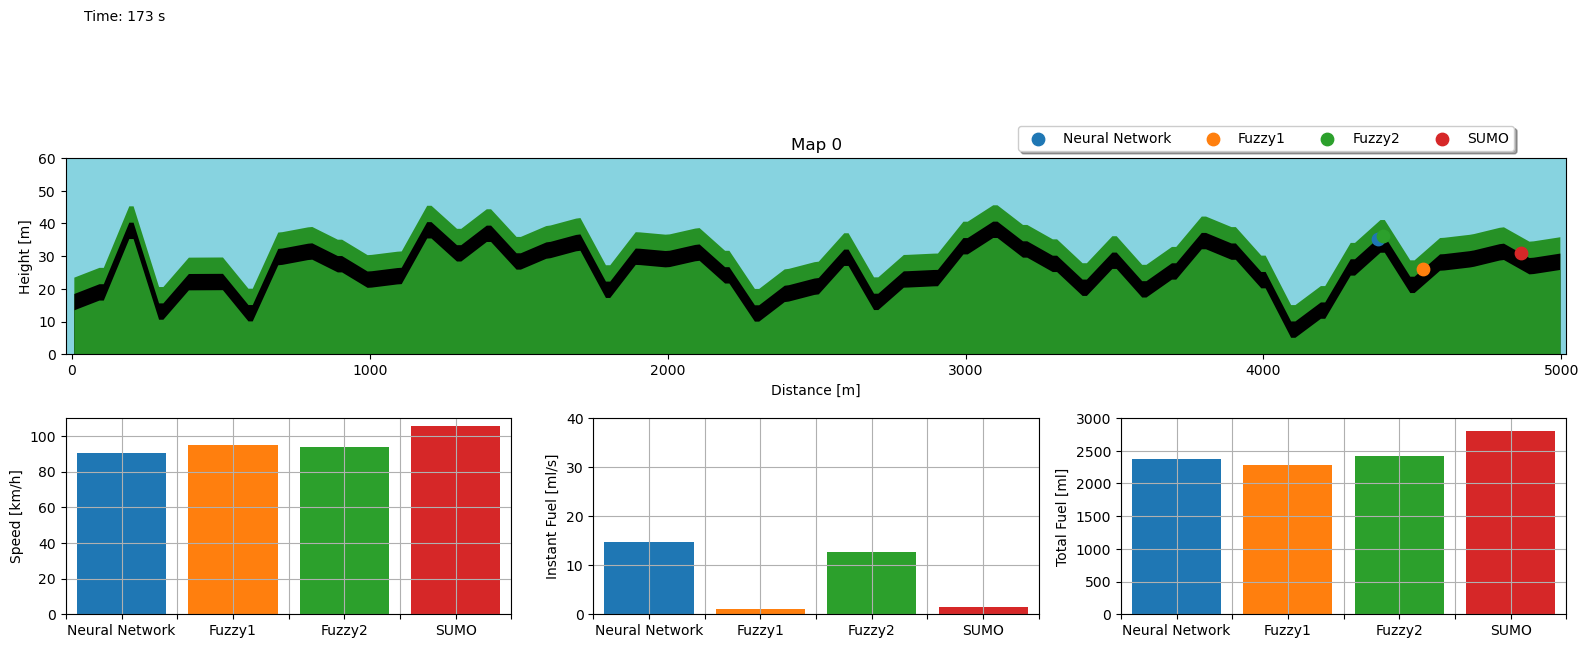 Time: 173 s
Neural Network Fuzzy1 Fuzzy2 SUMO
Map 0
Height [m]
60
50
40
30
20
10
0
0 1000 2000 3000 4000 5000
Distance [m]
Speed [km/h]
100
80
60
40
20
0
Neural Network Fuzzy1 Fuzzy2 SUMO
Instant Fuel [ml/s]
40
30
20
10
0
Neural Network Fuzzy1 Fuzzy2 SUMO
Total Fuel [ml]
3000
2500
2000
1500
1000
500
0
Neural Network Fuzzy1 Fuzzy2 SUMO